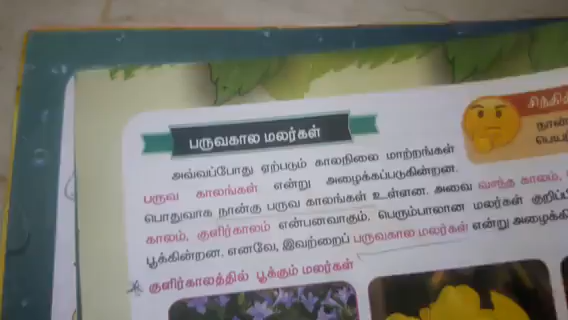 பருவகால மலர்கள்
சிந்தி
நான்
பெய
அவ்வப்போது ஏற்படும் காலநிலை மாற்றங்கள்
பருவ காலங்கள் என்று அழைக்கப்படுகின்றன.
பொதுவாக நான்கு பருவ காலங்கள் உள்ளன. அவை வசந்த காலம்,
காலம், குளிர்காலம் என்பனவாகும். பெரும்பாலான மலர்கள் குறிப்பி
பூக்கின்றன. எனவே, இவற்றைப் பருவகால மலர்கள் என்று அழைக்கி
குளிர்காலத்தில் பூக்கும் மலர்கள்